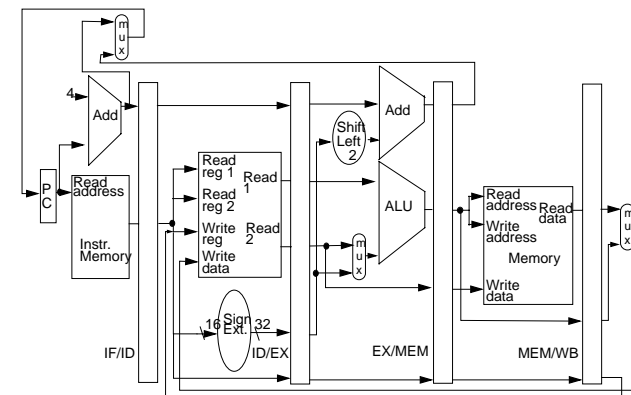 m
u
x
4
Add
P
C
Read
address
Instr.
Memory
IF/ID
Read
reg 1
Read
reg 2
Write
reg
Write
data
Read
1
Read
2
16
Sign
Ext.
32
ID/EX
Shift
Left
2
Add
ALU
m
u
x
EX/MEM
Read
address
Write
address
Read
data
Memory
Write
data
MEM/WB
m
u
x